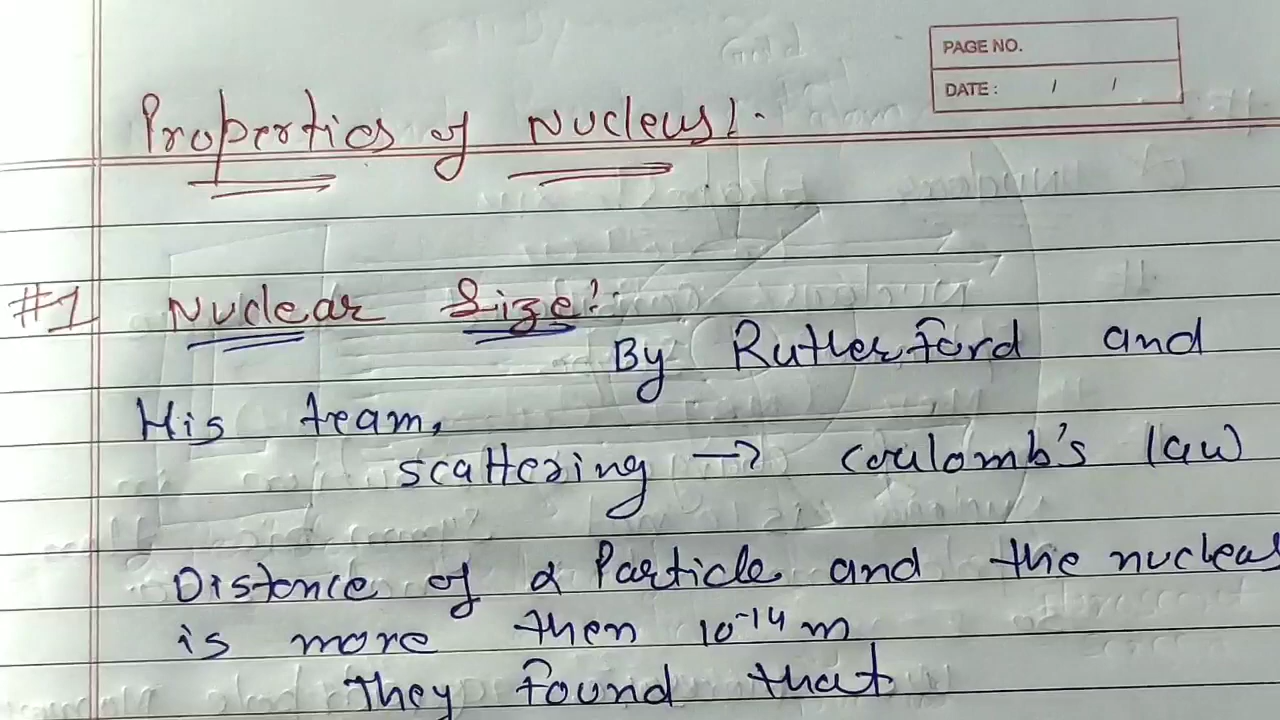 PAGE NO.
DATE : / /
Properties of Nucleus:-
#1 Nuclear Size:-
By Rutherford and
His team,
scattering → coulomb's law
Distance of α Particle and the nucleus
is more then 10⁻¹⁴ m
They found that